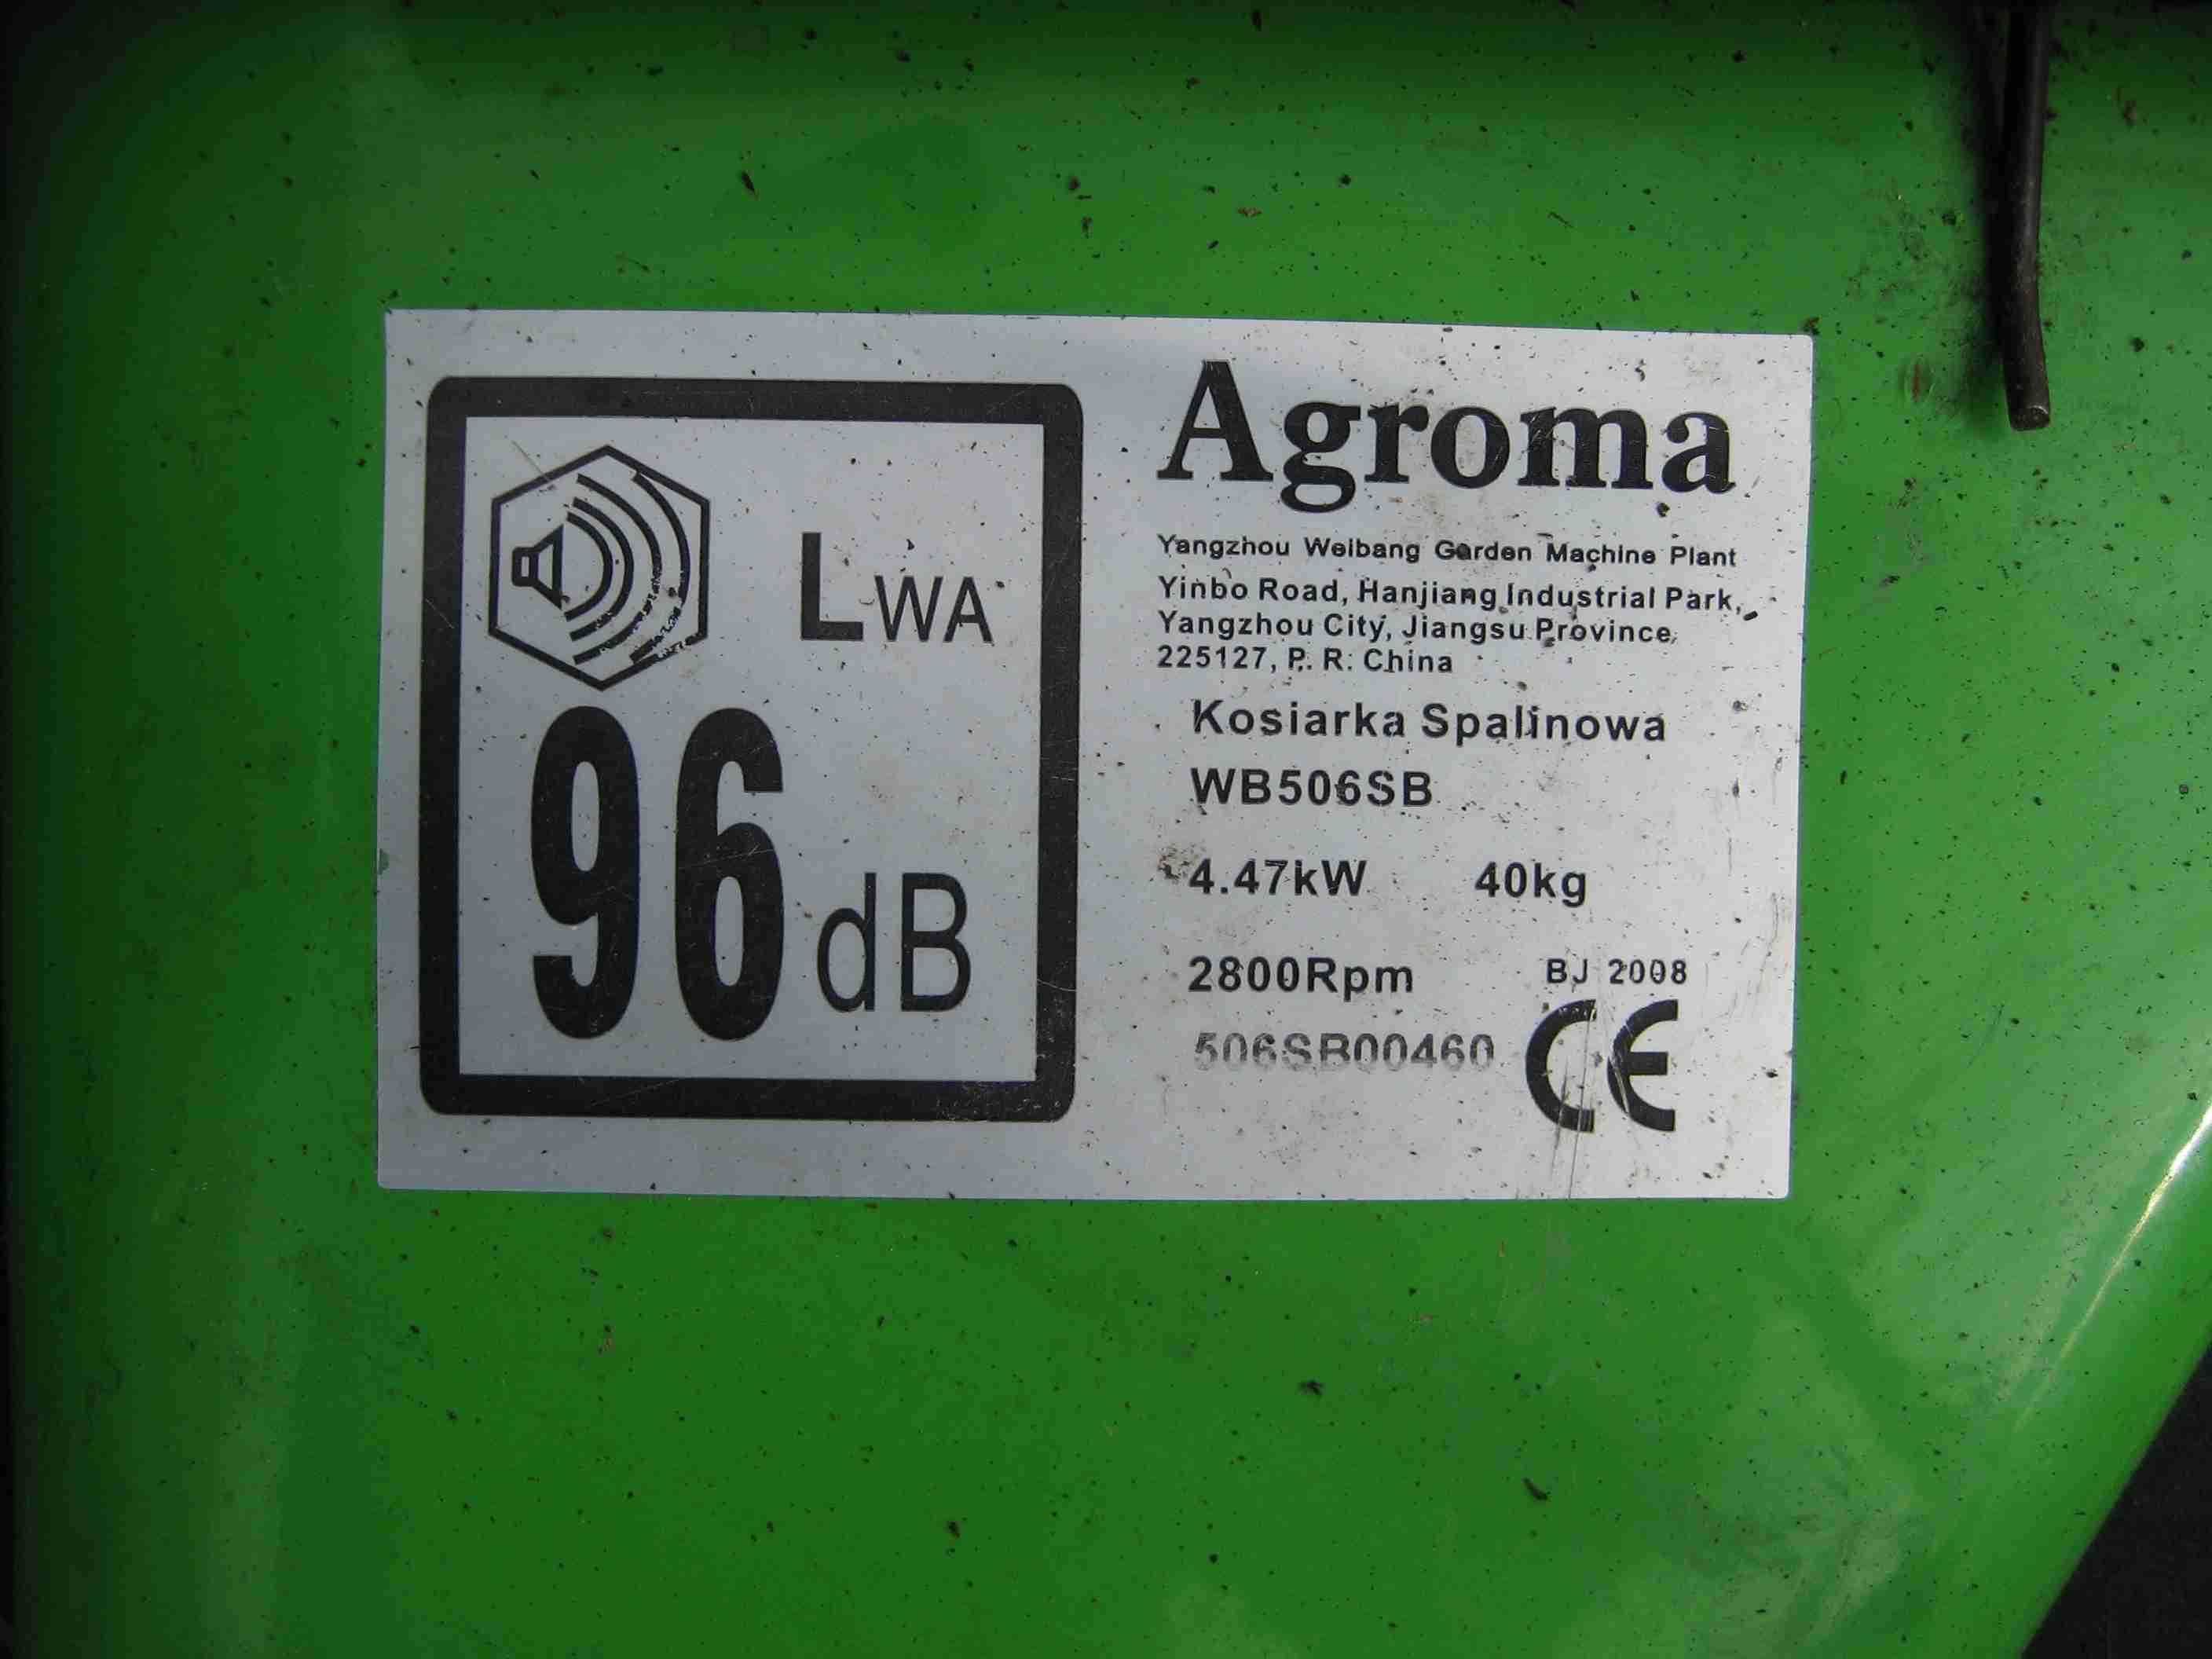 LWA
96 dB
Agroma
Yangzhou Weibang Garden Machine Plant
Yinbo Road, Hanjiang Industrial Park,
Yangzhou City, Jiangsu Province,
225127, P. R. China
Kosiarka Spalinowa
WB506SB
4.47kW 40kg
2800Rpm BJ 2008
506SB00460 CE